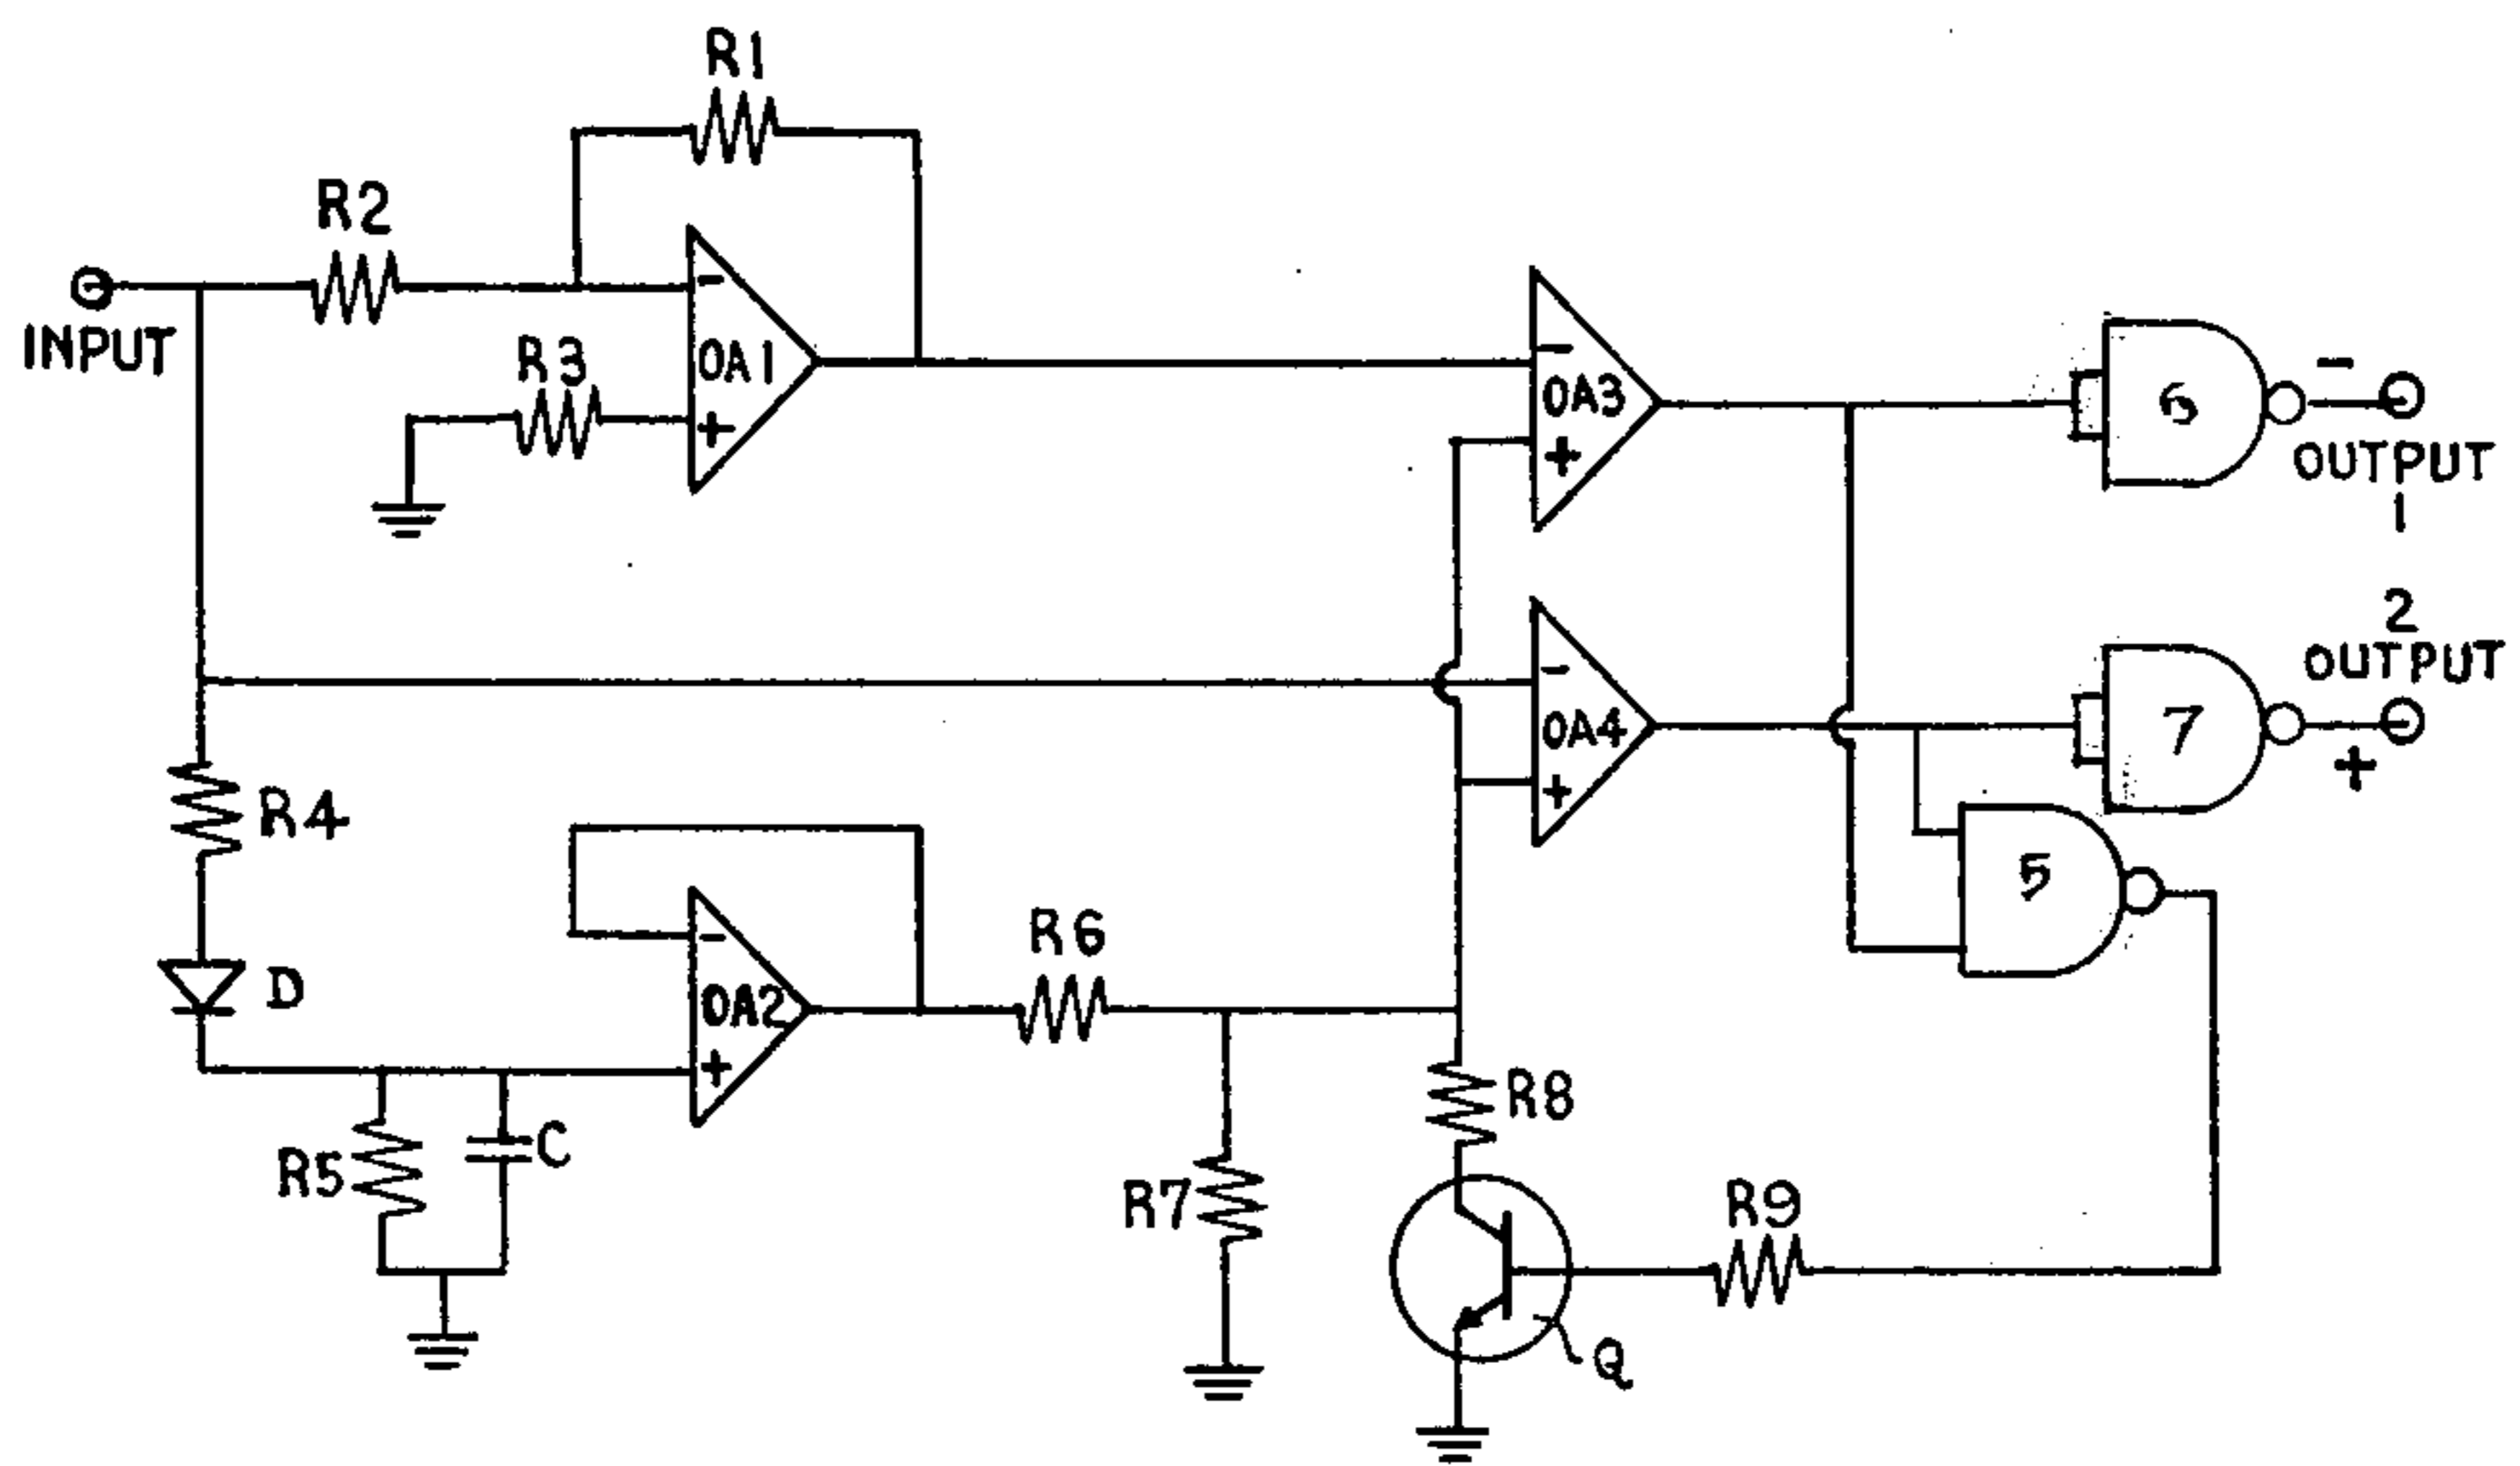 R1
R2
INPUT
R3
-
OA1
+
-
OA3
+
6
-
OUTPUT
1
2
OUTPUT
+
-
OA4
+
7
5
R4
D
-
OA2
+
R6
R5
C
R7
R8
R9
Q